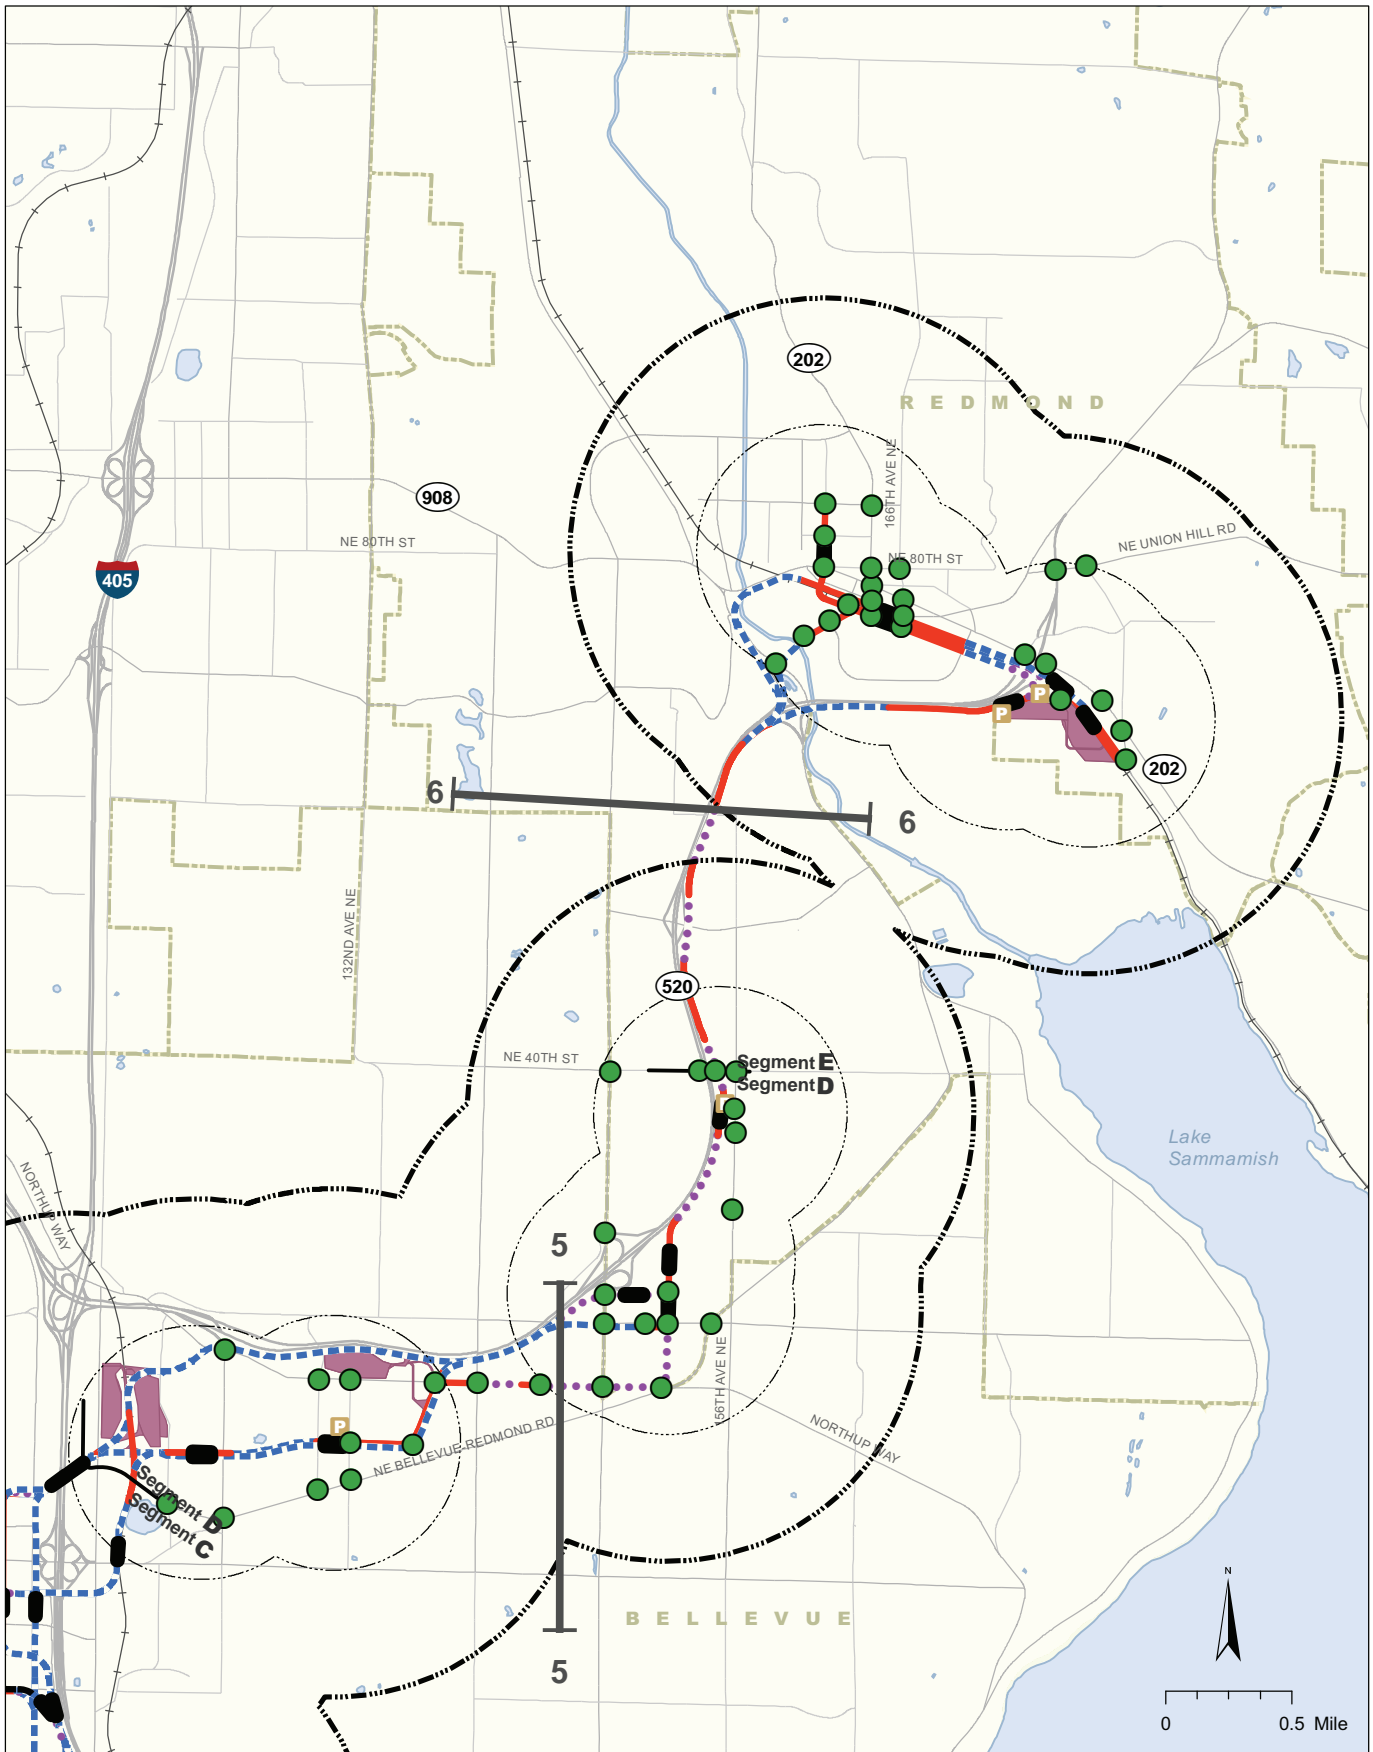 202
REDMOND
166TH AVE NE
908
NE 80TH ST
NE UNION HILL RD
NE 80TH ST
405
P
P
202
6
6
132ND AVE NE
520
NE 40TH ST
Segment E
Segment D
Lake
Sammamish
NORTHUP WAY
5
156TH AVE NE
P
NE BELLEVUE-REDMOND RD
NORTHUP WAY
Segment D
Segment C
BELLEVUE
5
N
0 0.5 Mile